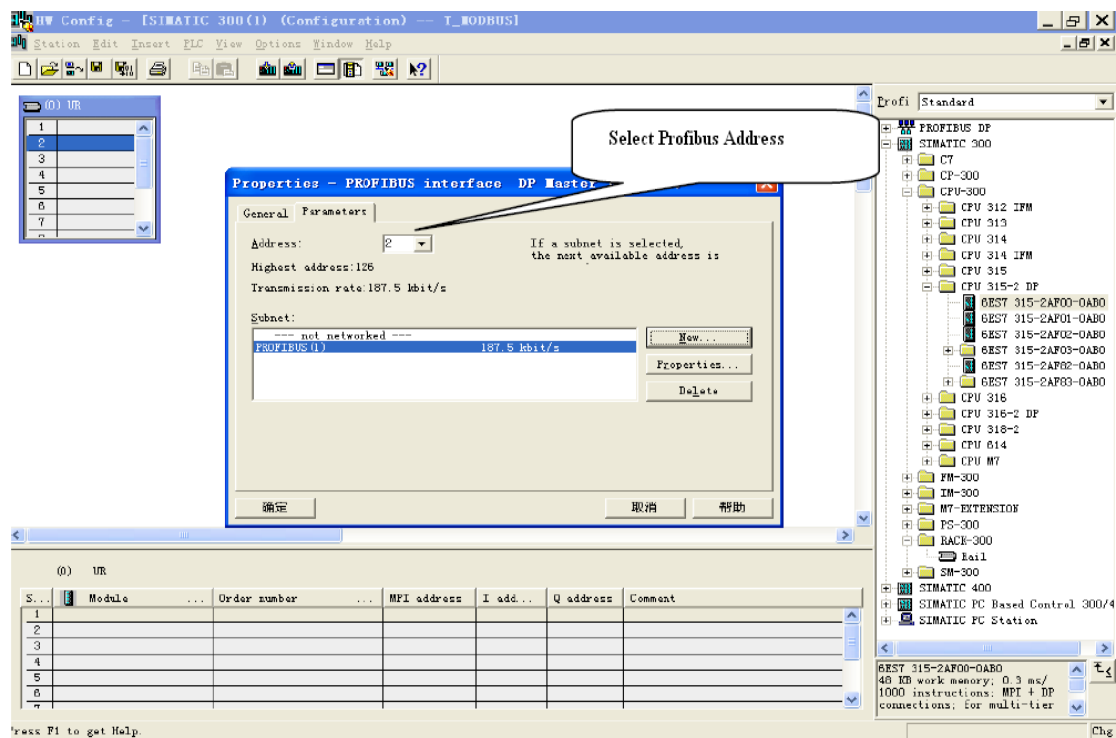 HW Config - [SIMATIC 300(1) (Configuration) -- T_MODBUS]
Station Edit Insert PLC View Options Window Help
(0) UR
1
2
3
4
5
6
7
Select Profibus Address
Properties - PROFIBUS interface DP Master
General Parameters
Address: 2
If a subnet is selected,
the next available address is
Highest address:126
Transmission rate:187.5 kbit/s
Subnet:
--- not networked ---
PROFIBUS(1) 187.5 kbit/s
New...
Properties...
Delete
确定 取消 帮助
Profi Standard
PROFIBUS DP
SIMATIC 300
C7
CP-300
CPU-300
CPU 312 IFM
CPU 313
CPU 314
CPU 314 IFM
CPU 315
CPU 315-2 DP
6ES7 315-2AF00-0AB0
6ES7 315-2AF01-0AB0
6ES7 315-2AF02-0AB0
6ES7 315-2AF03-0AB0
6ES7 315-2AF82-0AB0
6ES7 315-2AF83-0AB0
CPU 316
CPU 316-2 DP
CPU 318-2
CPU 614
CPU M7
FM-300
IM-300
M7-EXTENSION
PS-300
RACK-300
Rail
SM-300
SIMATIC 400
SIMATIC PC Based Control 300/4
SIMATIC PC Station
6ES7 315-2AF00-0AB0
48 KB work memory; 0.3 ms/
1000 instructions; MPI + DP
connections; for multi-tier
(0) UR
S... Module ... Order number ... MPI address I add... Q address Comment
1
2
3
4
5
6
7
Press F1 to get Help.
Chg